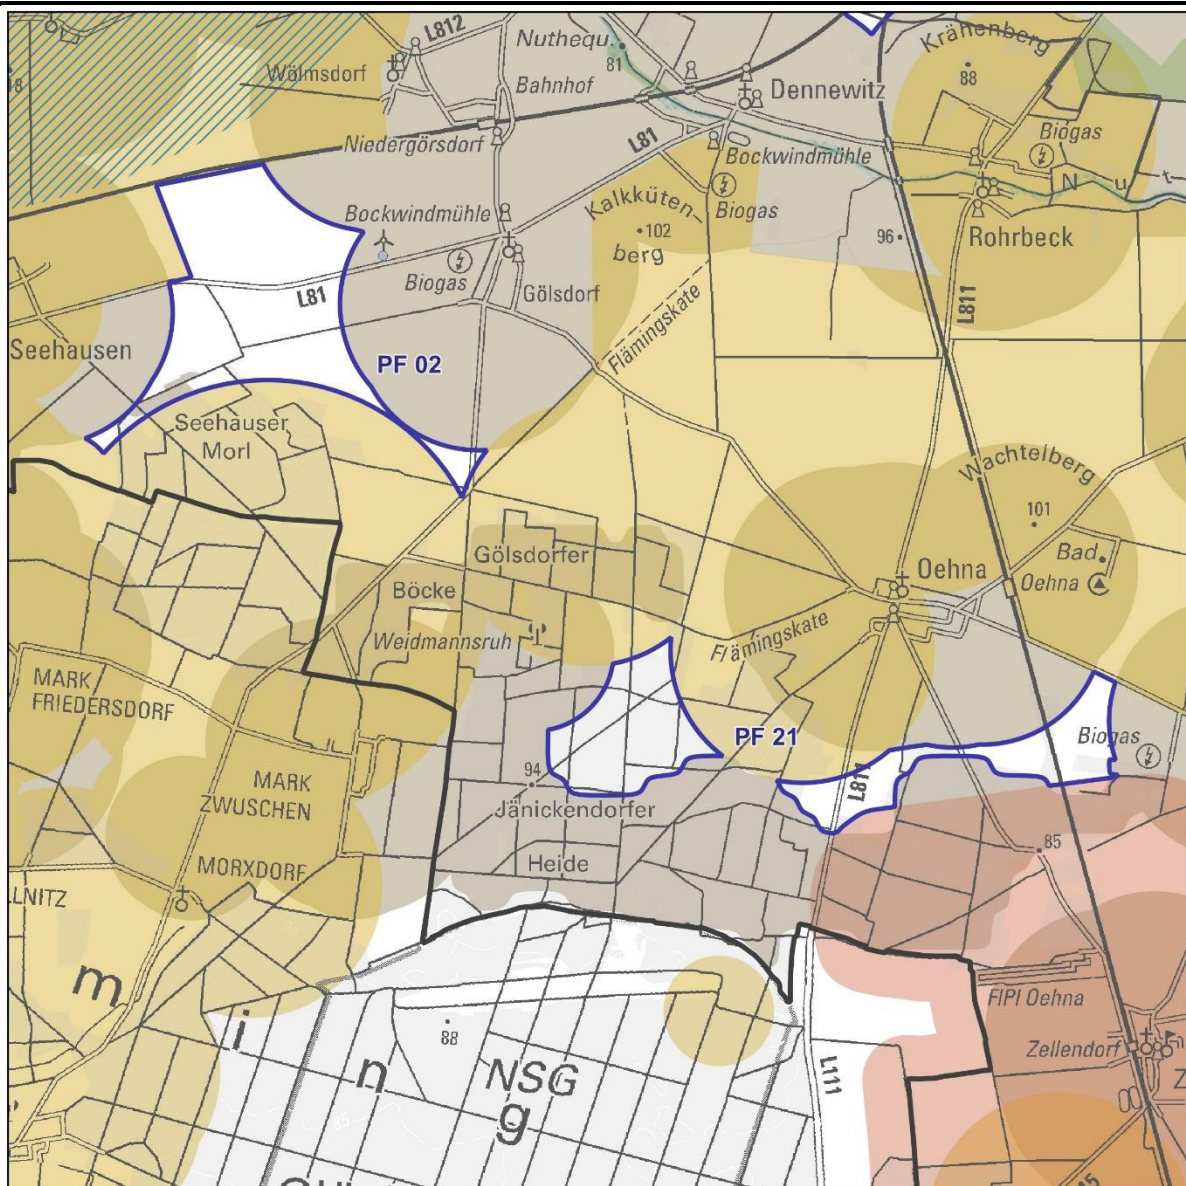 L812
Nuthequ.
81
Krähenberg
88
Wölmsdorf
Bahnhof
Dennewitz
18
Niedergörsdorf
L81
Bockwindmühle
Biogas
Bockwindmühle
Kalkküten-
berg
102
Biogas
N u t
96
Rohrbeck
Biogas
Gölsdorf
L81
L811
Flämingskate
Seehausen
PF 02
Seehauser
Morl
Wachtelberg
101
Gölsdorfer
Böcke
Oehna
Bad
Oehna
Weidmannsruh
Flämingskate
MARK
FRIEDERSDORF
PF 21
Biogas
94
L811
MARK
ZWUSCHEN
Jänickendorfer
Heide
85
MORXDORF
LLNITZ
m
i
n
g
FlPl Oehna
88
NSG
Zellendorf
L111
Z
85